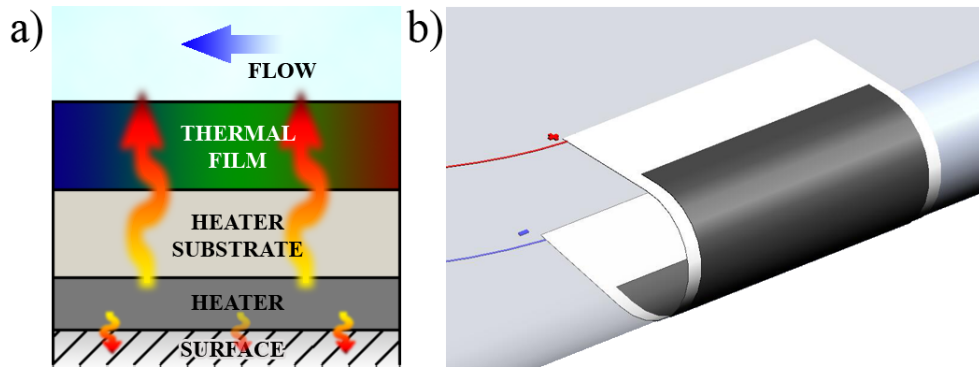 a)
FLOW
THERMAL
FILM
HEATER
SUBSTRATE
HEATER
SURFACE
b)